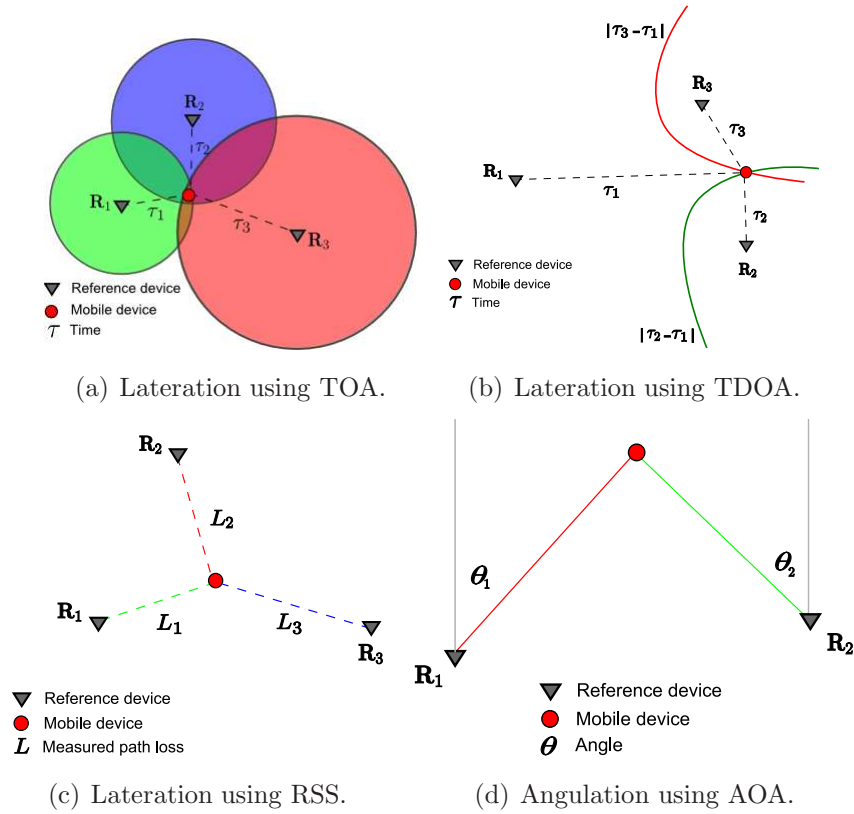 R₂
τ₂
R₁
τ₁
τ₃
R₃
Reference device
Mobile device
τ Time
(a) Lateration using TOA.
|τ₃-τ₁|
R₃
τ₃
R₁
τ₁
τ₂
R₂
Reference device
Mobile device
τ Time
|τ₂-τ₁|
(b) Lateration using TDOA.
R₂
L₂
R₁
L₁
L₃
R₃
Reference device
Mobile device
L Measured path loss
(c) Lateration using RSS.
θ₁
θ₂
R₁
R₂
Reference device
Mobile device
θ Angle
(d) Angulation using AOA.